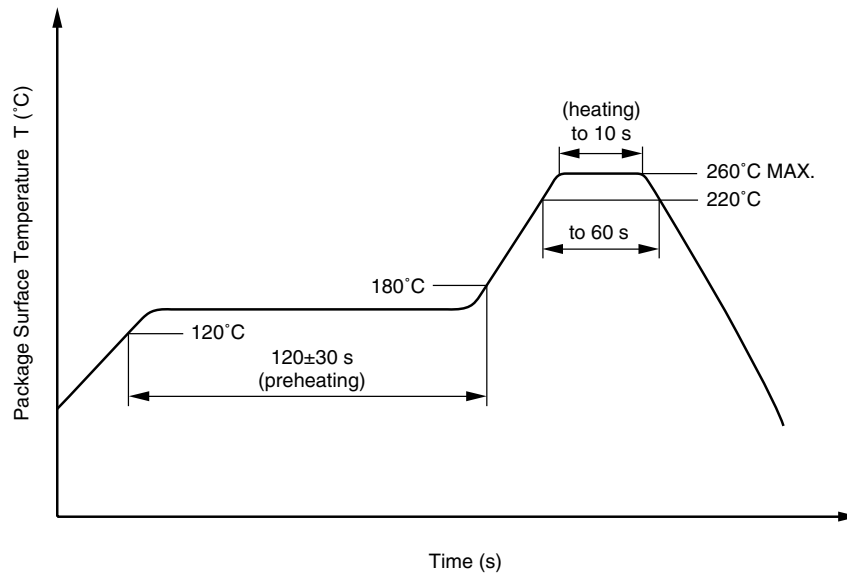 Package Surface Temperature T (˚C)
(heating)
to 10 s
260˚C MAX.
220˚C
to 60 s
180˚C
120˚C
120±30 s
(preheating)
Time (s)